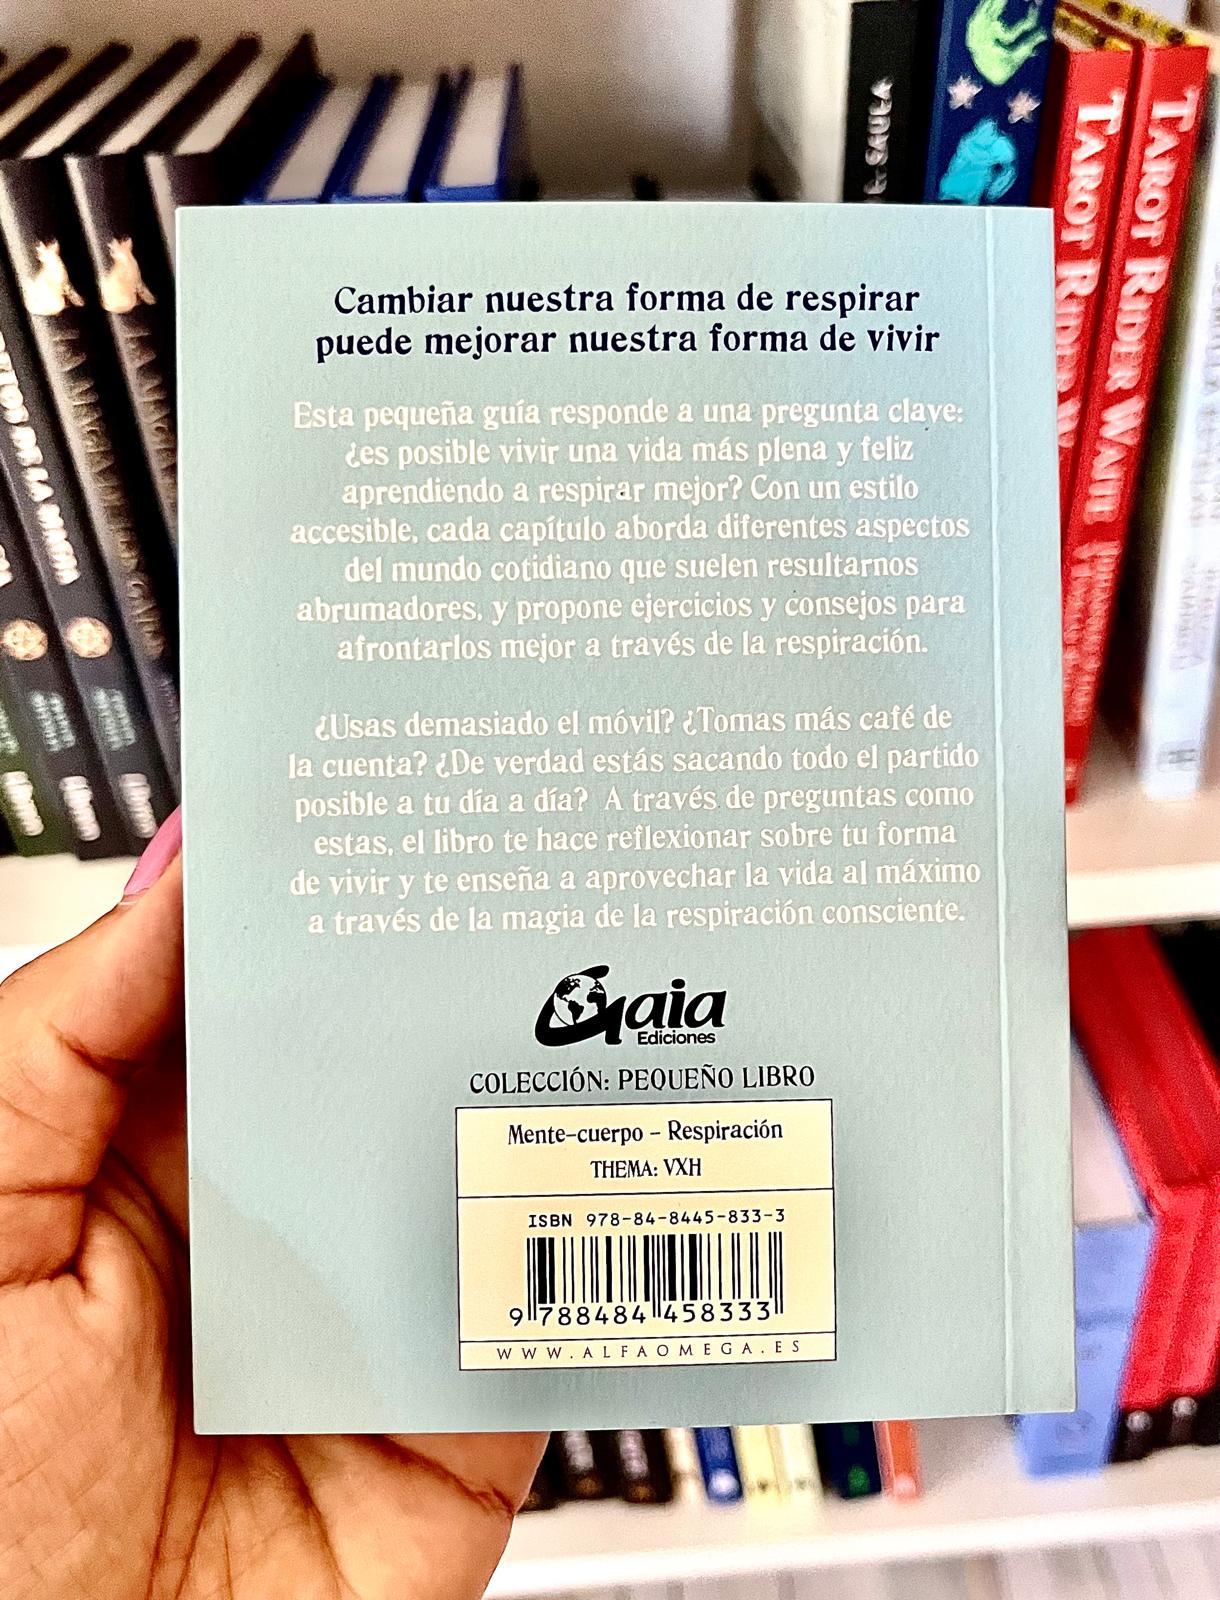 Cambiar nuestra forma de respirar
puede mejorar nuestra forma de vivir
Esta pequeña guía responde a una pregunta clave:
¿es posible vivir una vida más plena y feliz
aprendiendo a respirar mejor? Con un estilo
accesible, cada capítulo aborda diferentes aspectos
del mundo cotidiano que suelen resultarnos
abrumadores, y propone ejercicios y consejos para
afrontarlos mejor a través de la respiración.
¿Usas demasiado el móvil? ¿Tomas más café de
la cuenta? ¿De verdad estás sacando todo el partido
posible a tu día a día? A través de preguntas como
estas, el libro te hace reflexionar sobre tu forma
de vivir y te enseña a aprovechar la vida al máximo
a través de la magia de la respiración consciente.
Gaia
Ediciones
COLECCIÓN: PEQUEÑO LIBRO
Mente-cuerpo – Respiración
THEMA: VXH
ISBN 978-84-8445-833-3
9 788484 458333
WWW.ALFAOMEGA.ES
TAROT RIDER WAITE
TAROT RIDER WAITE
SAULA